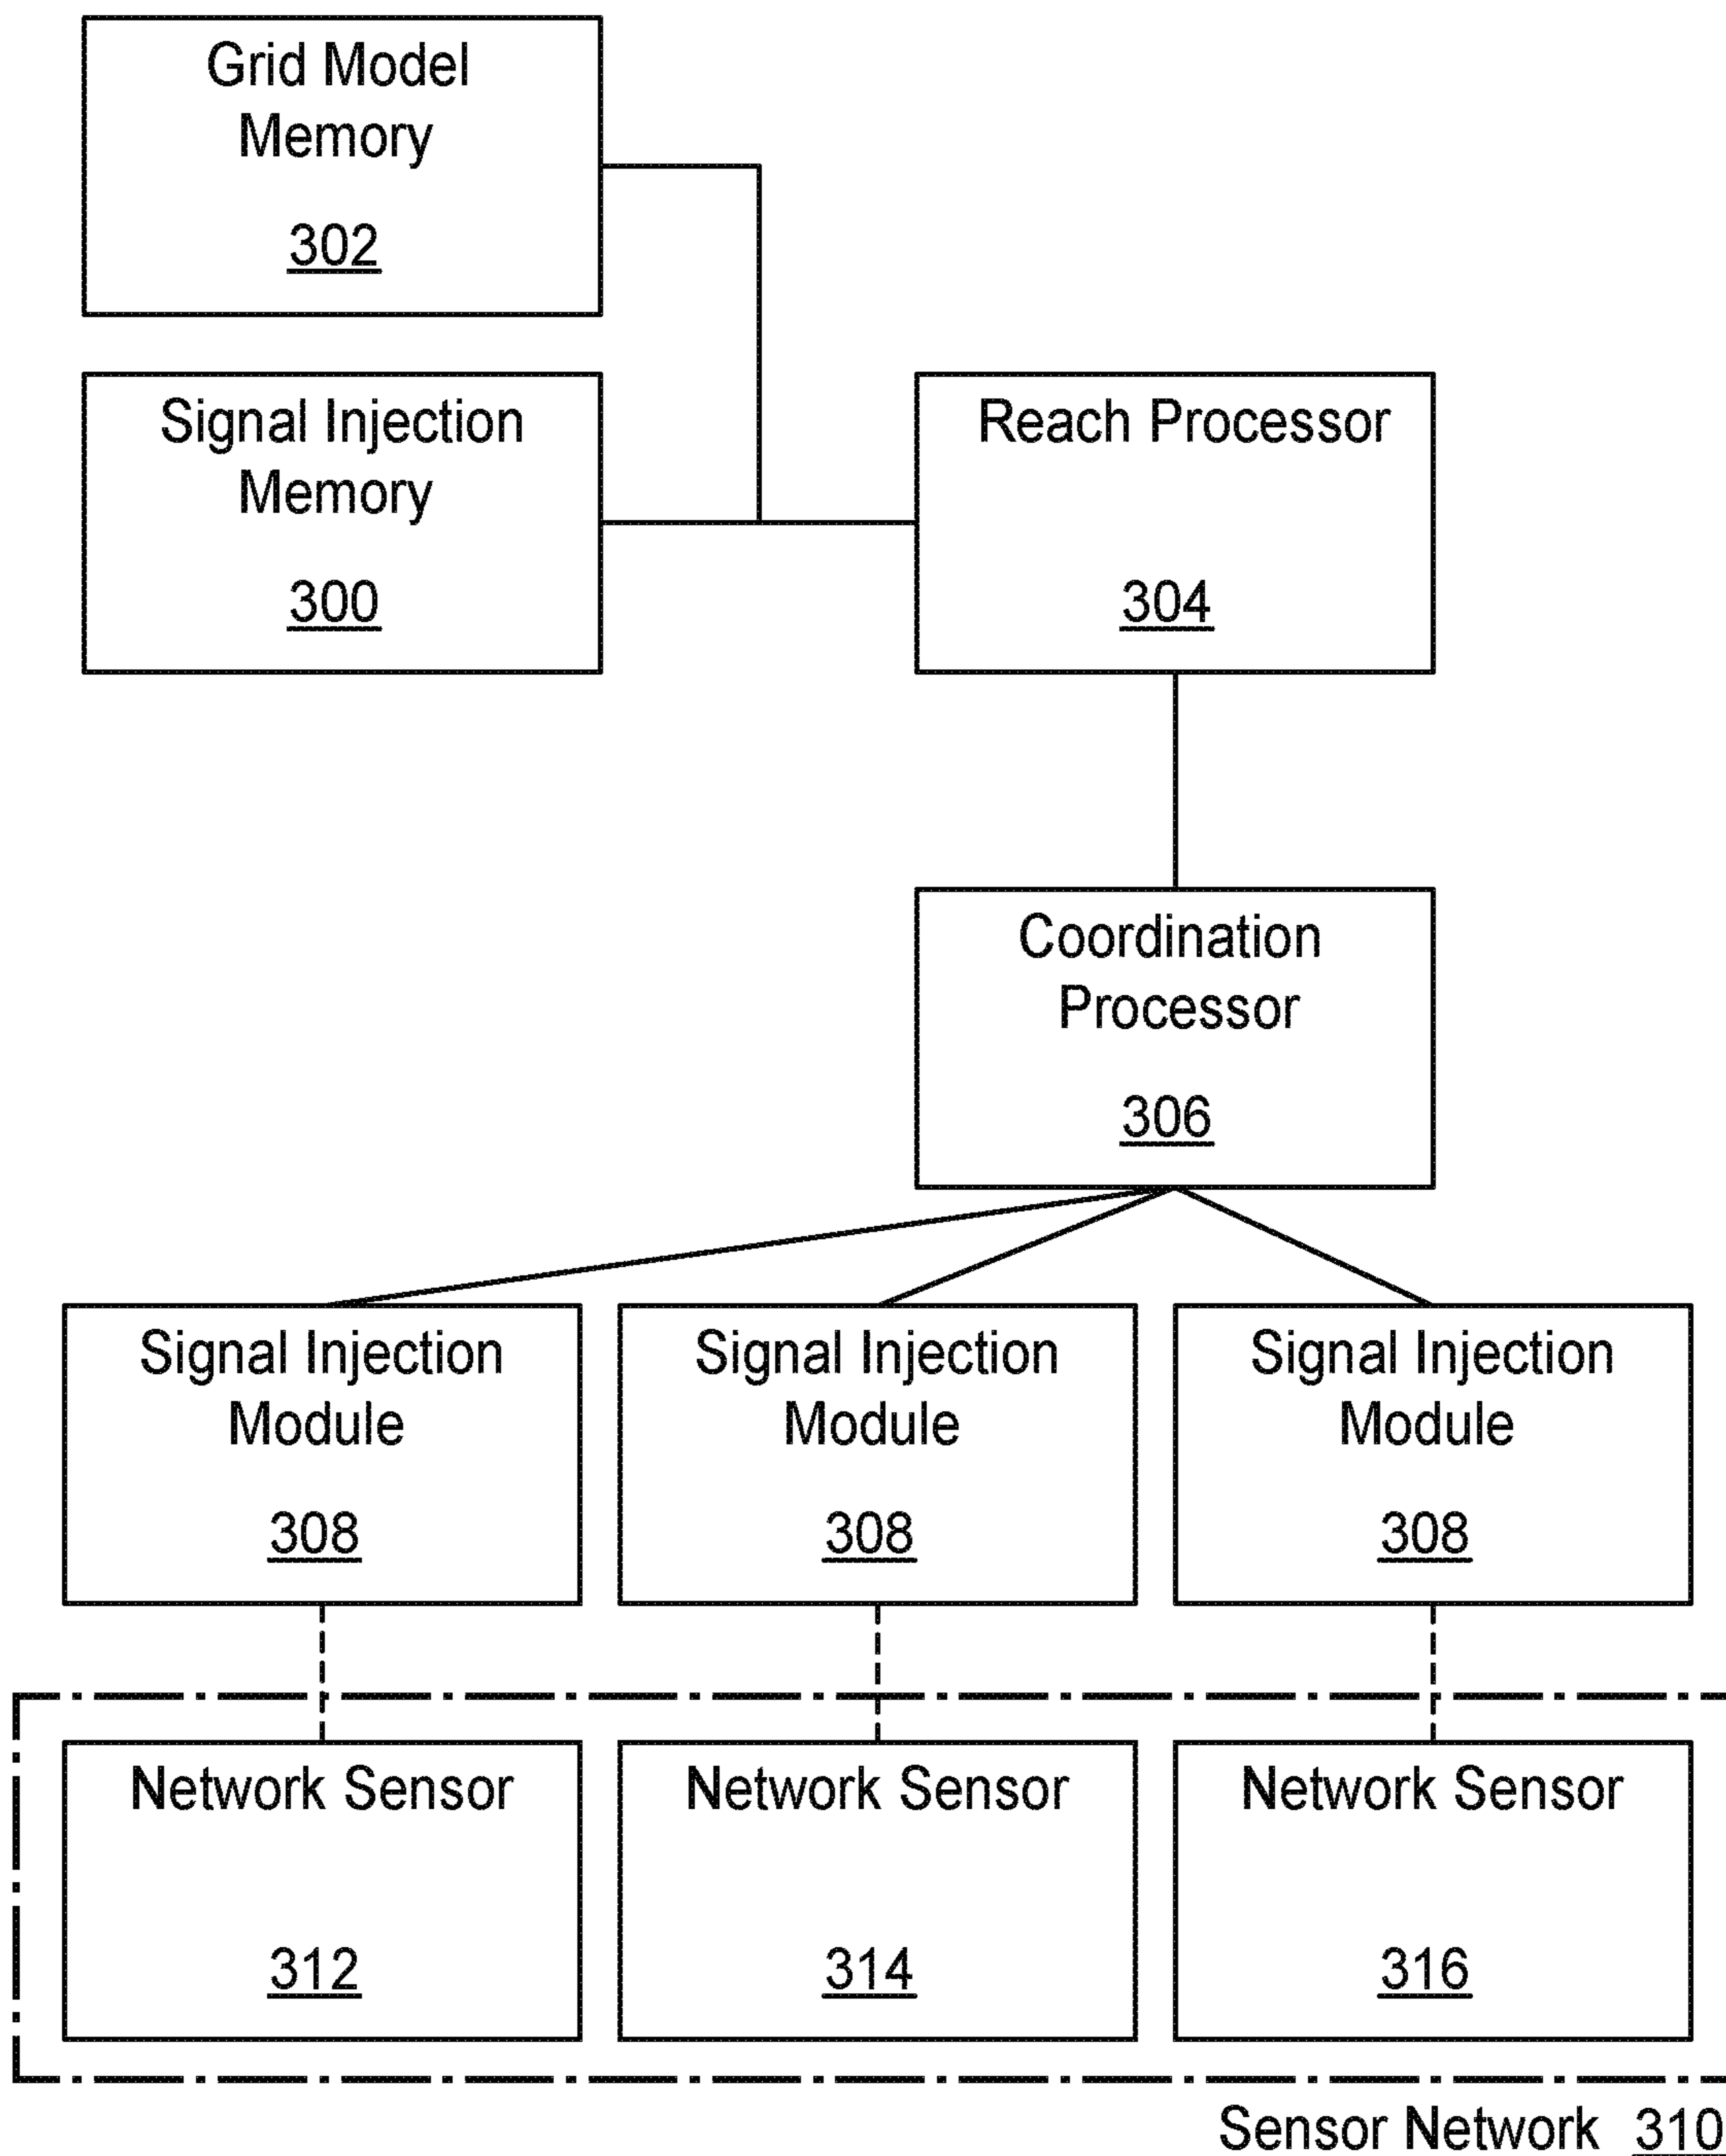 Grid Model
Memory
302
Signal Injection
Memory
300
Reach Processor
304
Coordination
Processor
306
Signal Injection
Module
308
Signal Injection
Module
308
Signal Injection
Module
308
Network Sensor
312
Network Sensor
314
Network Sensor
316
Sensor Network 310